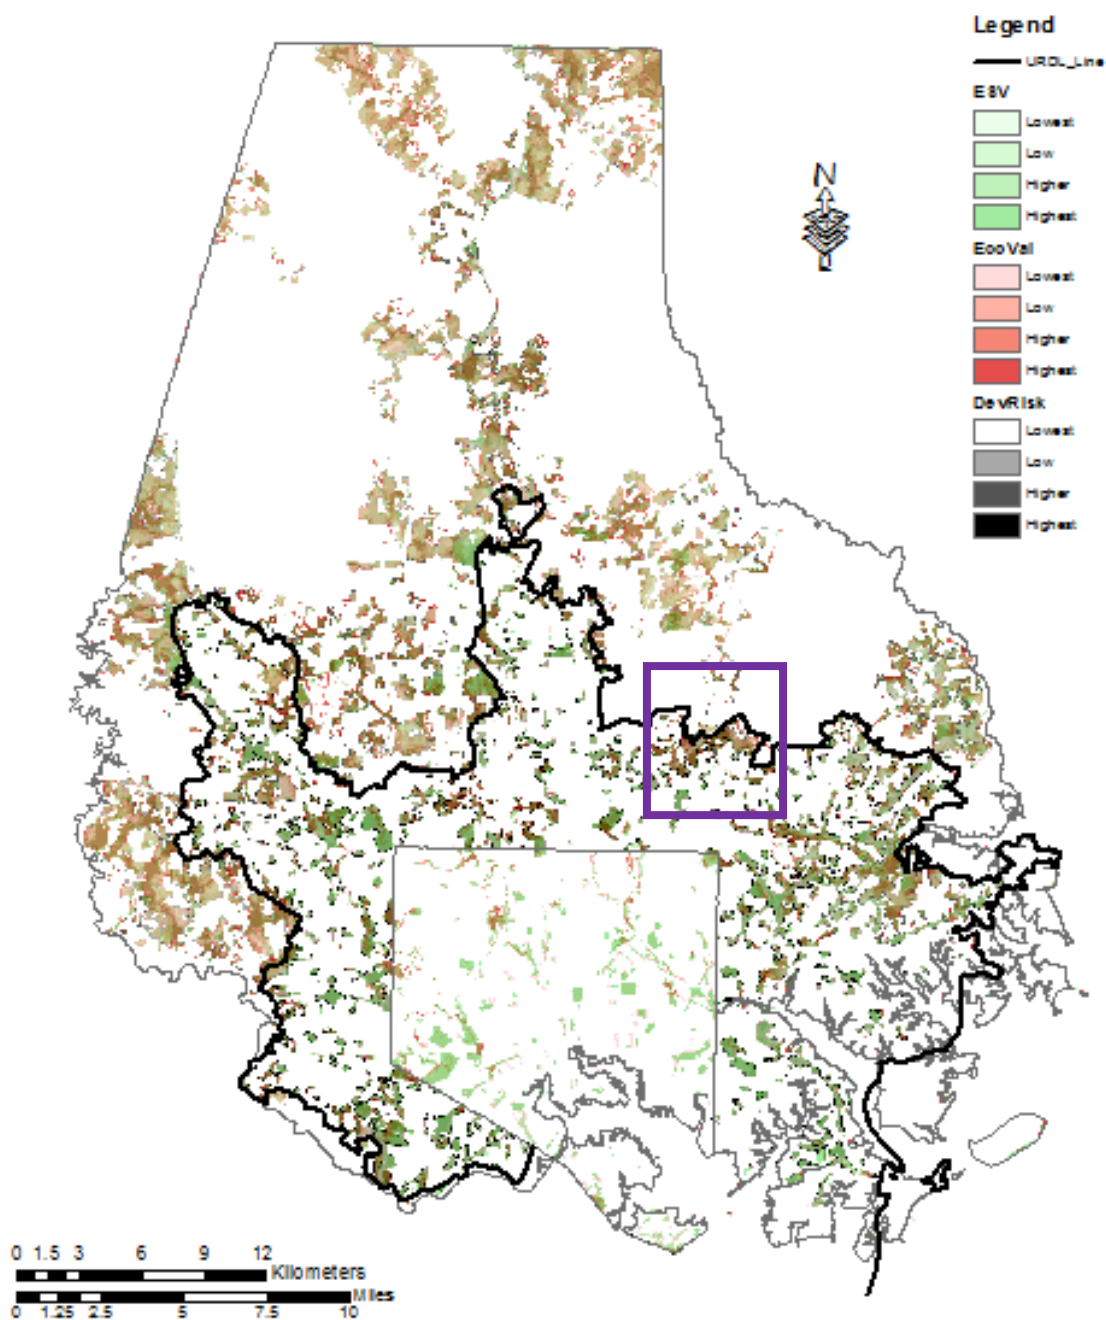 Legend
URDL_Line
ESV
Lowest
Low
Higher
Highest
EcoVal
Lowest
Low
Higher
Highest
DevRisk
Lowest
Low
Higher
Highest
N
0 1.5 3 6 9 12
Kilometers
Miles
0 1.25 2.5 5 7.5 10